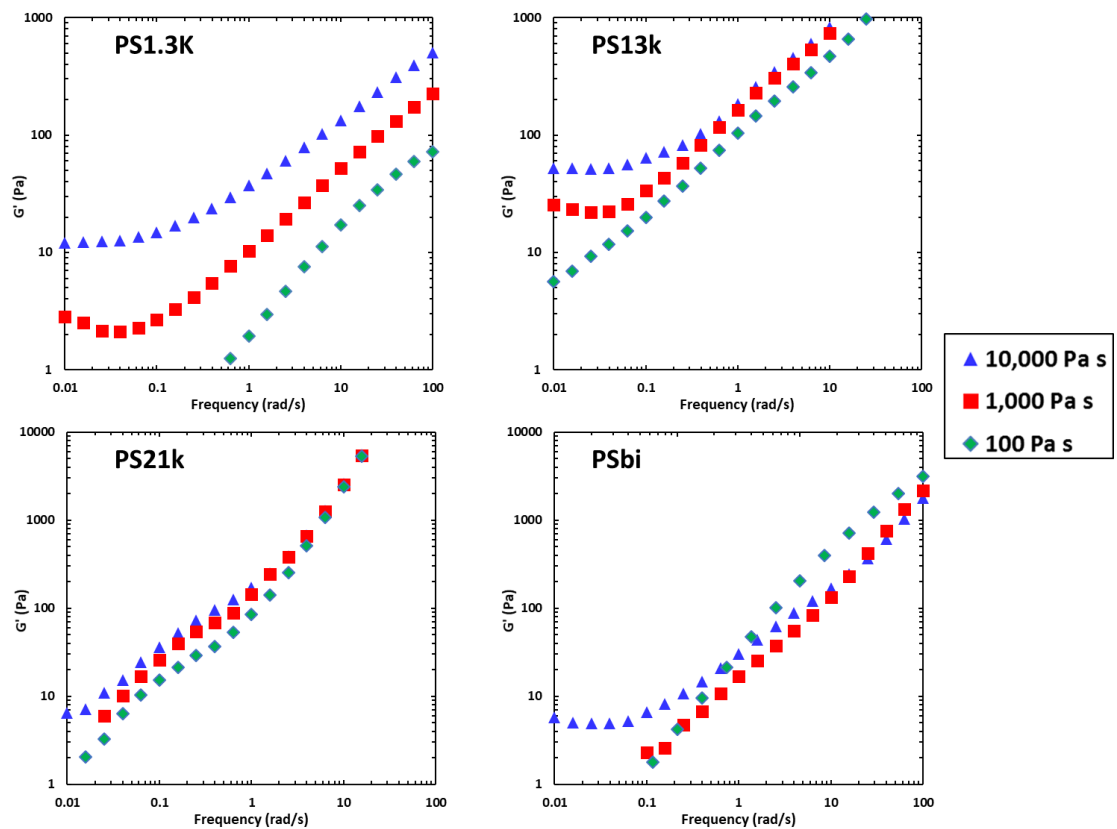 PS1.3K
1000
100
10
1
G' (Pa)
0.01 0.1 1 10 100
Frequency (rad/s)
PS13k
1000
100
10
1
G' (Pa)
0.01 0.1 1 10 100
Frequency (rad/s)
10,000 Pa s
1,000 Pa s
100 Pa s
PS21k
10000
1000
100
10
1
G' (Pa)
0.01 0.1 1 10 100
Frequency (rad/s)
PSbi
10000
1000
100
10
1
G' (Pa)
0.01 0.1 1 10 100
Frequency (rad/s)